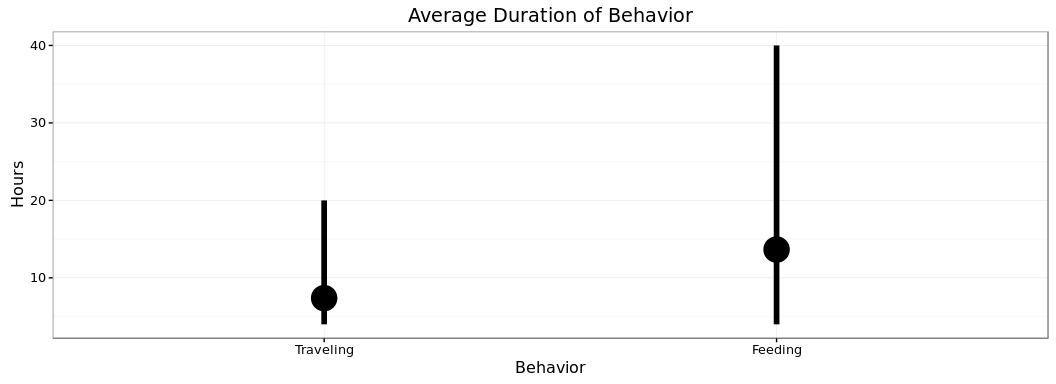 Average Duration of Behavior
Hours
40
30
20
10
Traveling
Feeding
Behavior